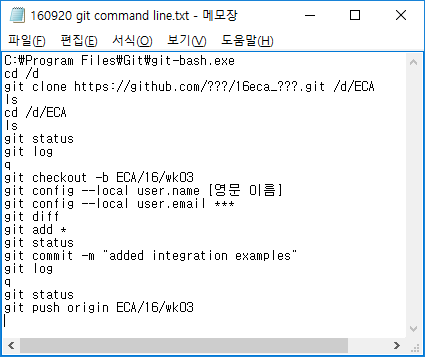 160920 git command line.txt - 메모장
파일(F) 편집(E) 서식(O) 보기(V) 도움말(H)
C:₩Program Files₩Git₩git-bash.exe
cd /d
git clone https://github.com/???/16eca_???.git /d/ECA
ls
cd /d/ECA
ls
git status
git log
q
git checkout -b ECA/16/wk03
git config --local user.name [영문 이름]
git config --local user.email ***
git diff
git add *
git status
git commit -m "added integration examples"
git log
q
git status
git push origin ECA/16/wk03